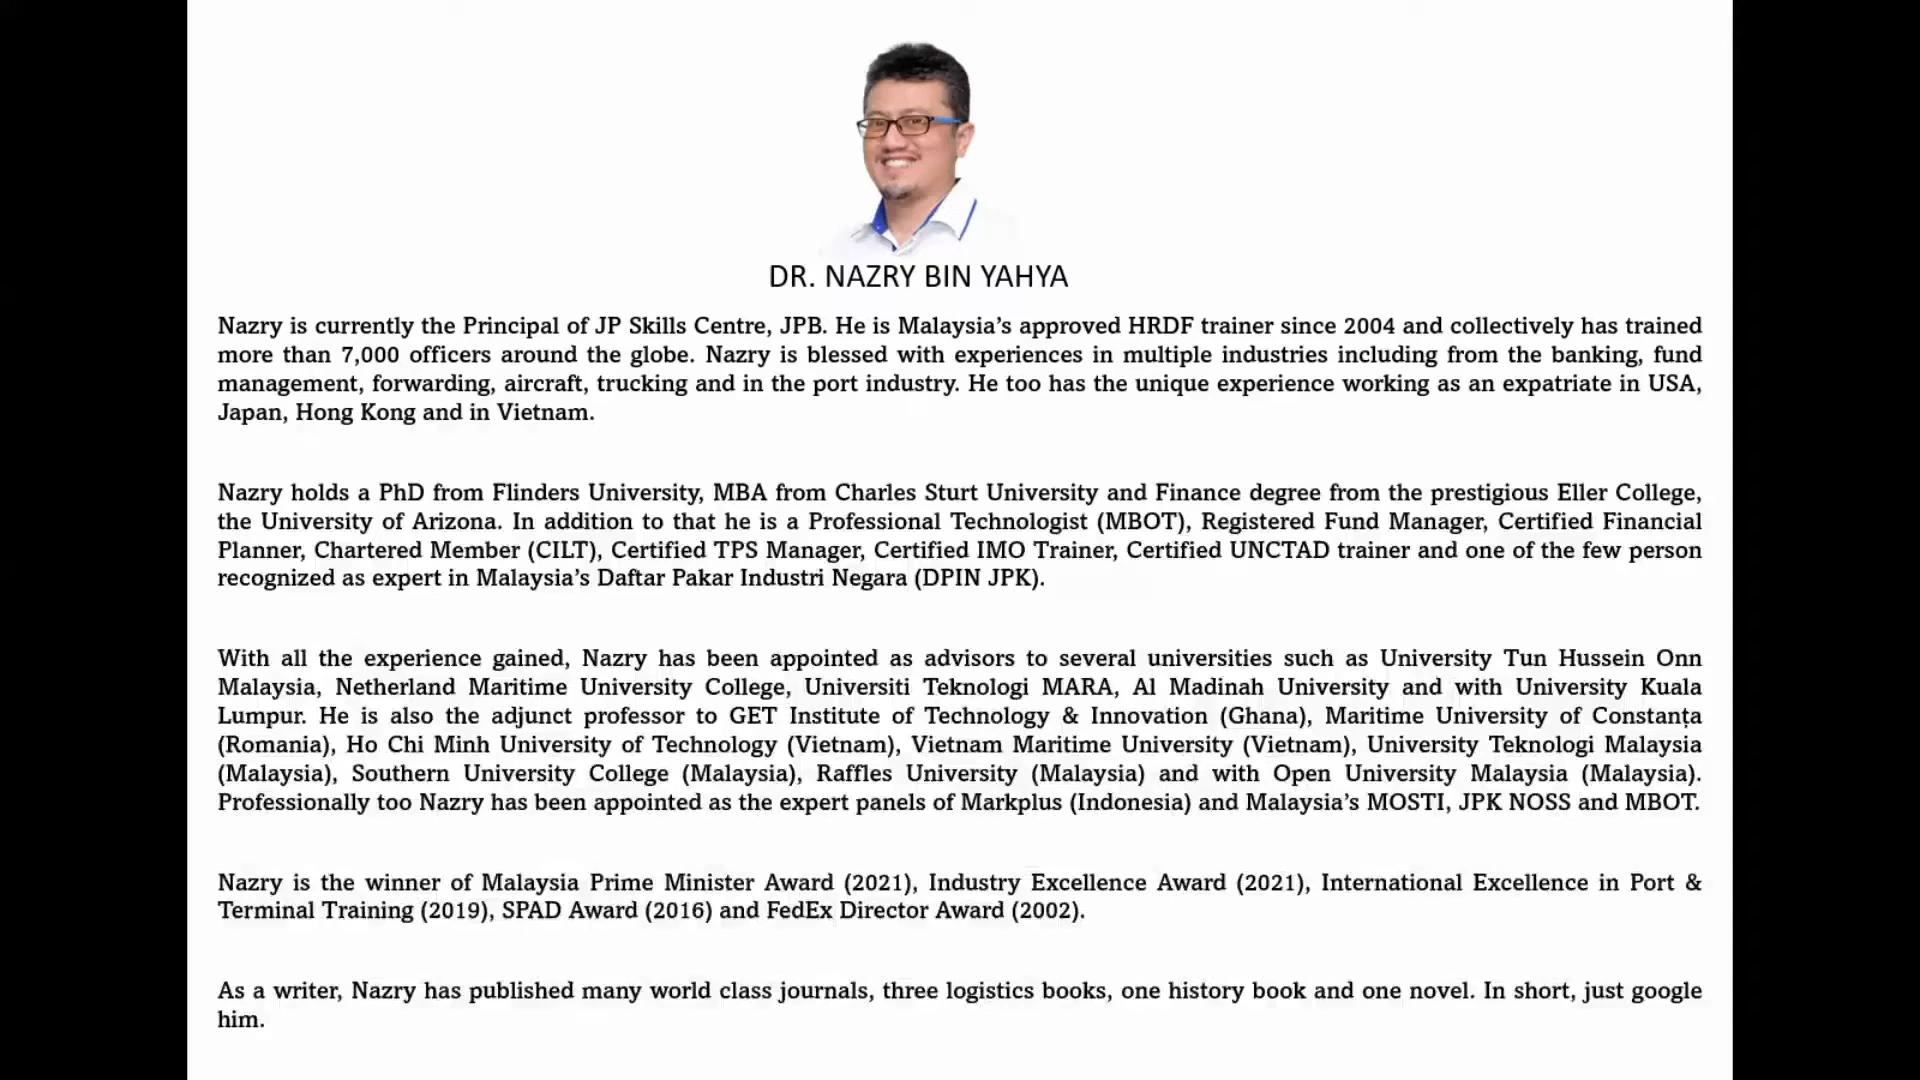 DR. NAZRY BIN YAHYA
Nazry is currently the Principal of JP Skills Centre, JPB. He is Malaysia's approved HRDF trainer since 2004 and collectively has trained
more than 7,000 officers around the globe. Nazry is blessed with experiences in multiple industries including from the banking, fund
management, forwarding, aircraft, trucking and in the port industry. He too has the unique experience working as an expatriate in USA,
Japan, Hong Kong and in Vietnam.
Nazry holds a PhD from Flinders University, MBA from Charles Sturt University and Finance degree from the prestigious Eller College,
the University of Arizona. In addition to that he is a Professional Technologist (MBOT), Registered Fund Manager, Certified Financial
Planner, Chartered Member (CILT), Certified TPS Manager, Certified IMO Trainer, Certified UNCTAD trainer and one of the few person
recognized as expert in Malaysia's Daftar Pakar Industri Negara (DPIN JPK).
With all the experience gained, Nazry has been appointed as advisors to several universities such as University Tun Hussein Onn
Malaysia, Netherland Maritime University College, Universiti Teknologi MARA, Al Madinah University and with University Kuala
Lumpur. He is also the adjunct professor to GET Institute of Technology & Innovation (Ghana), Maritime University of Constanța
(Romania), Ho Chi Minh University of Technology (Vietnam), Vietnam Maritime University (Vietnam), University Teknologi Malaysia
(Malaysia), Southern University College (Malaysia), Raffles University (Malaysia) and with Open University Malaysia (Malaysia).
Professionally too Nazry has been appointed as the expert panels of Markplus (Indonesia) and Malaysia's MOSTI, JPK NOSS and MBOT.
Nazry is the winner of Malaysia Prime Minister Award (2021), Industry Excellence Award (2021), International Excellence in Port &
Terminal Training (2019), SPAD Award (2016) and FedEx Director Award (2002).
As a writer, Nazry has published many world class journals, three logistics books, one history book and one novel. In short, just google
him.